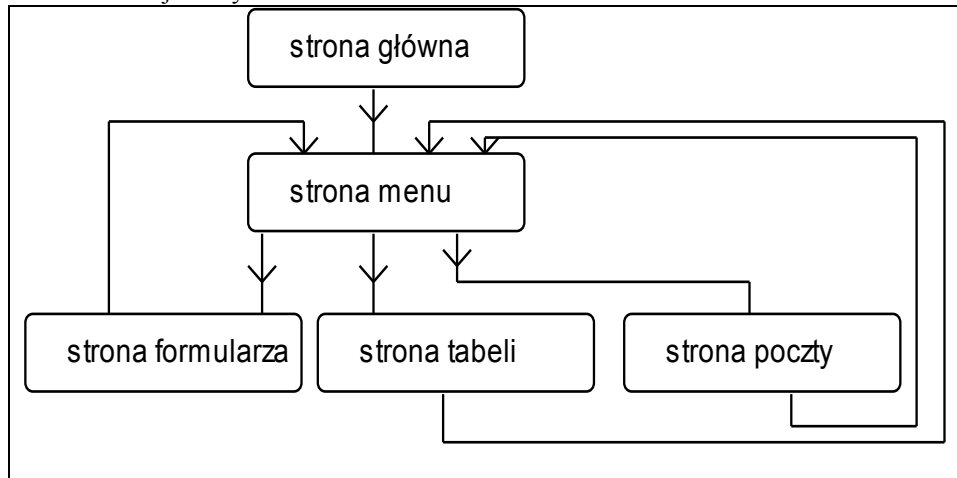 strona główna
strona menu
strona formularza
strona tabeli
strona poczty